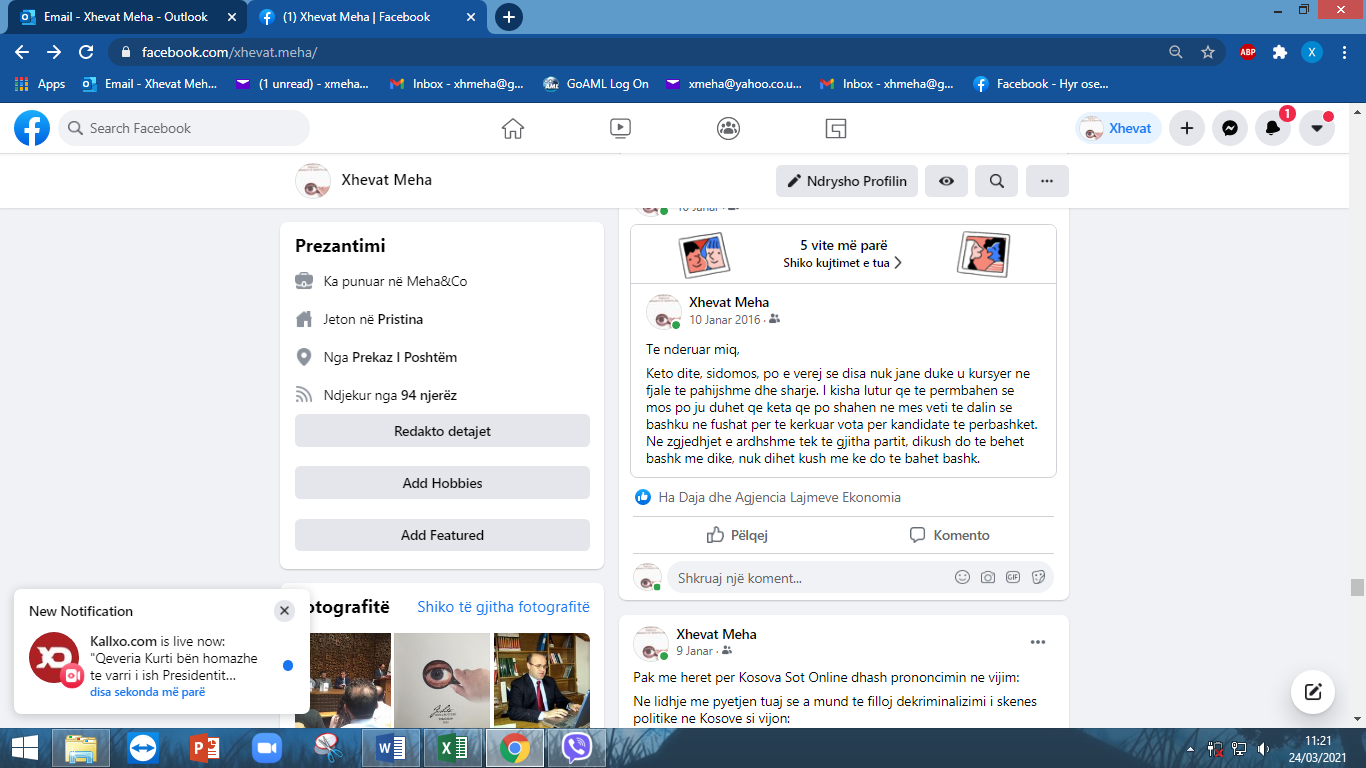 Email - Xhevat Meha - Outlook
(1) Xhevat Meha | Facebook
facebook.com/xhevat.meha/
ABP
X
Apps
Email - Xhevat Meh...
(1 unread) - xmeha...
Inbox - xhmeha@g...
GoAML Log On
xmeha@yahoo.co.u...
Inbox - xhmeha@g...
Facebook - Hyr ose...
Search Facebook
Xhevat
1
Xhevat Meha
Ndrysho Profilin
Prezantimi
Ka punuar në Meha&Co
Jeton në Pristina
Nga Prekaz I Poshtëm
Ndjekur nga 94 njerëz
Redakto detajet
Add Hobbies
Add Featured
Fotografitë
Shiko të gjitha fotografitë
10 Janar
5 vite më parë
Shiko kujtimet e tua
Xhevat Meha
10 Janar 2016
Te nderuar miq,
Keto dite, sidomos, po e verej se disa nuk jane duke u kursyer ne
fjale te pahijshme dhe sharje. I kisha lutur qe te permbahen se
mos po ju duhet qe keta qe po shahen ne mes veti te dalin se
bashku ne fushat per te kerkuar vota per kandidate te perbashket.
Ne zgjedhjet e ardhshme tek te gjitha partit, dikush do te behet
bashk me dike, nuk dihet kush me ke do te bahet bashk.
Ha Daja dhe Agjencia Lajmeve Ekonomia
Pëlqej
Komento
Shkruaj një koment...
GIF
Xhevat Meha
9 Janar
Pak me heret per Kosova Sot Online dhash prononcimin ne vijim:
Ne lidhje me pyetjen tuaj se a mund te filloj dekriminalizimi i skenes
politike ne Kosove si vijon:
New Notification
Kallxo.com is live now:
"Qeveria Kurti bën homazhe
te varri i ish Presidentit...
disa sekonda më parë
11:21
24/03/2021